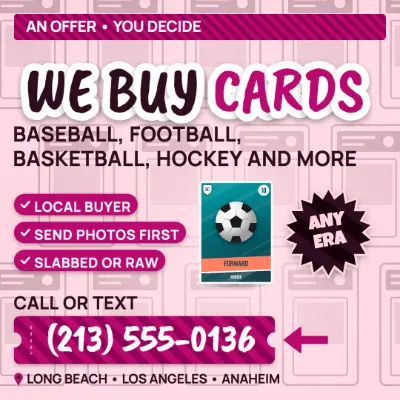 AN OFFER • YOU DECIDE
WE BUY CARDS
BASEBALL, FOOTBALL,
BASKETBALL, HOCKEY AND MORE
LOCAL BUYER
SEND PHOTOS FIRST
SLABBED OR RAW
10
FORWARD
ANY
ERA
CALL OR TEXT
(213) 555-0136
LONG BEACH • LOS ANGELES • ANAHEIM